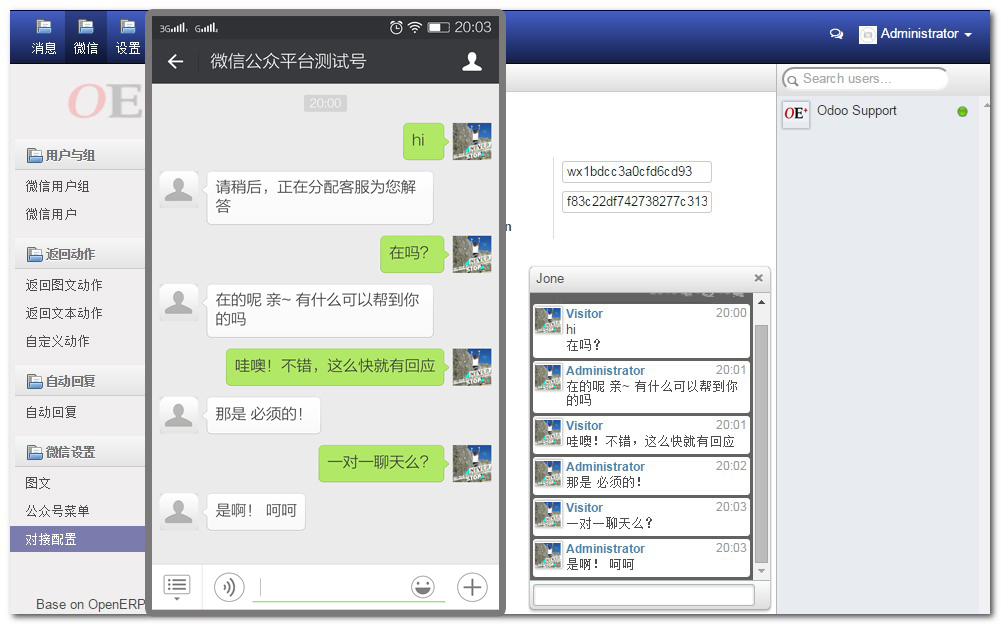 消息 微信 设置
Administrator
OE
用户与组
微信用户组
微信用户
返回动作
返回图文动作
返回文本动作
自定义动作
自动回复
自动回复
微信设置
图文
公众号菜单
对接配置
Base on OpenERP
3G 20:03
微信公众平台测试号
20:00
hi
请稍后，正在分配客服为您解
答
在吗?
在的呢 亲~ 有什么可以帮到你
的吗
哇噢！不错，这么快就有回应
那是 必须的！
一对一聊天么?
是啊！ 呵呵
wx1bdcc3a0cfd6cd93
f83c22df742738277c313
n
Jone
Visitor 20:00
hi
在吗?
Administrator 20:01
在的呢 亲~ 有什么可以帮到你
的吗
Visitor 20:01
哇噢！不错，这么快就有回应
Administrator 20:02
那是 必须的！
Visitor 20:03
一对一聊天么?
Administrator 20:03
是啊！ 呵呵
Search users...
OE+ Odoo Support